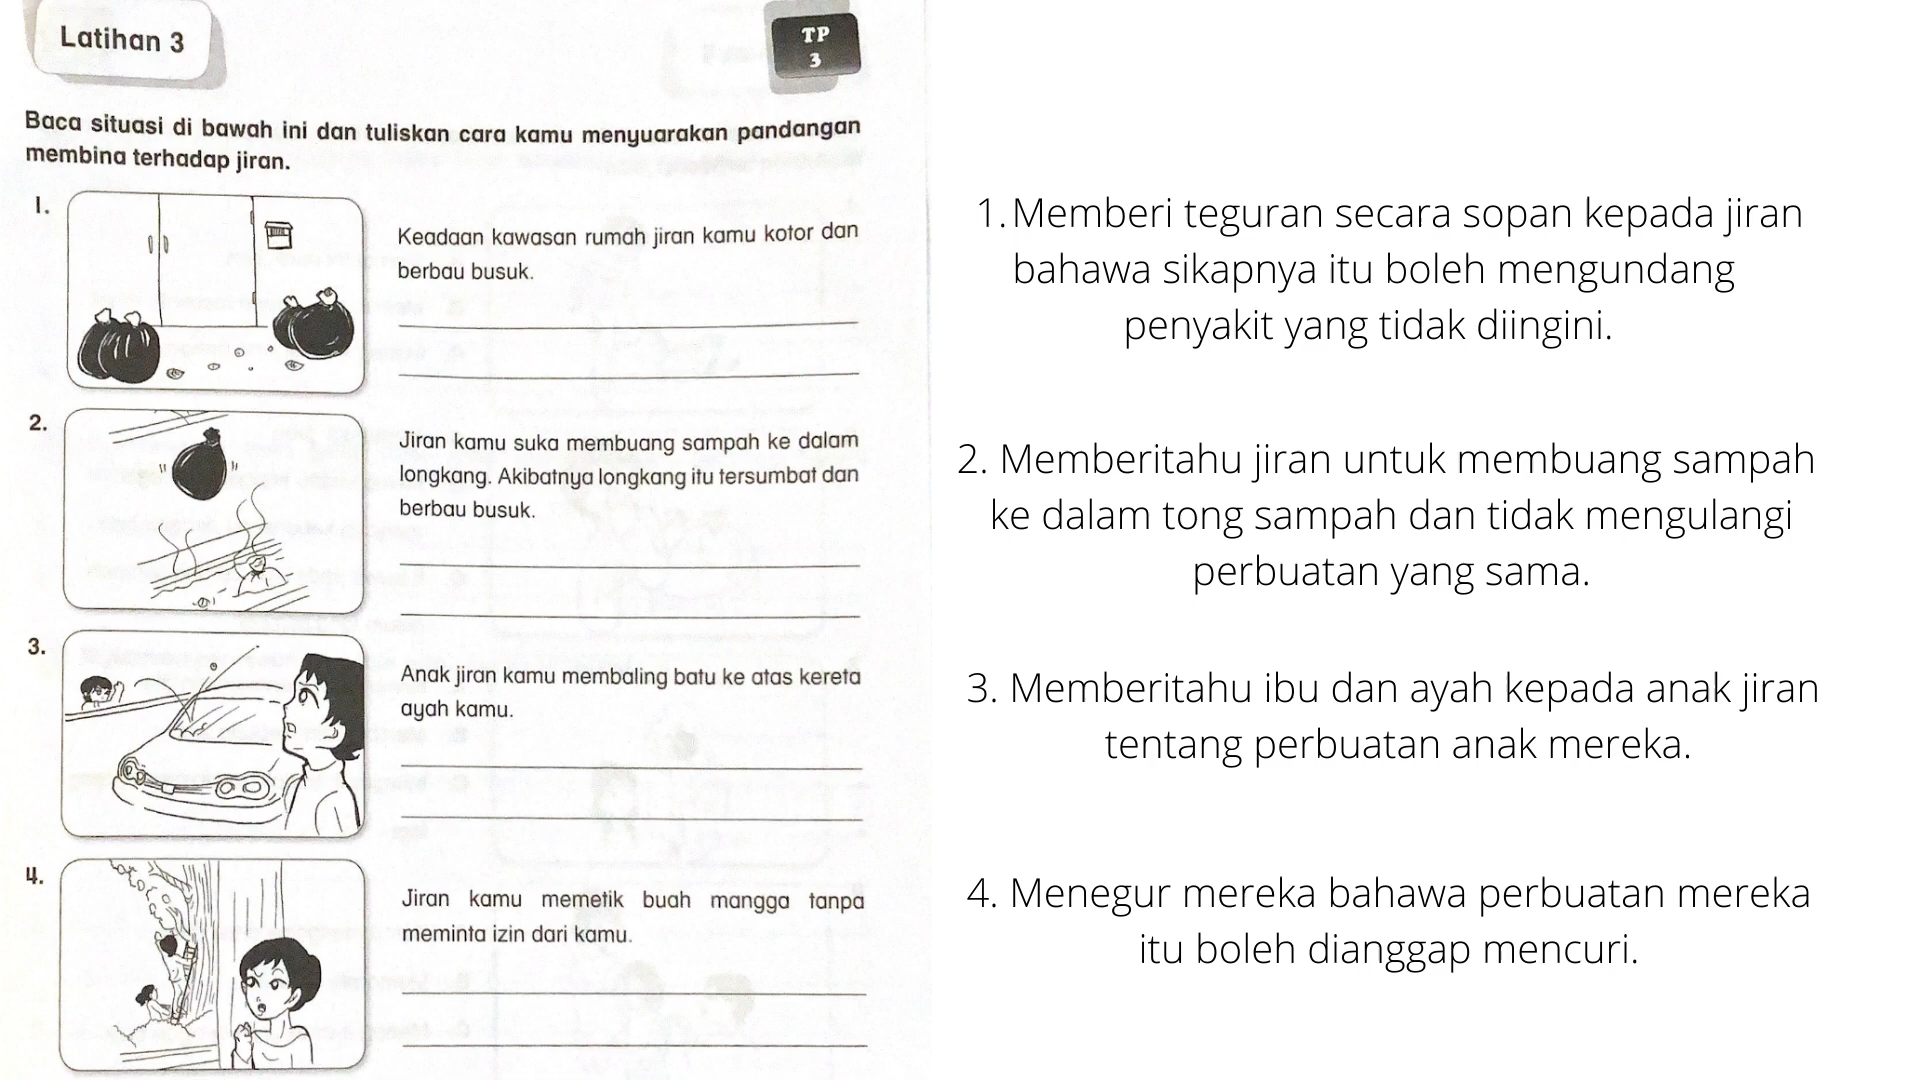 Latihan 3
TP
3
Baca situasi di bawah ini dan tuliskan cara kamu menyuarakan pandangan
membina terhadap jiran.
1.
Keadaan kawasan rumah jiran kamu kotor dan
berbau busuk.
2.
Jiran kamu suka membuang sampah ke dalam
longkang. Akibatnya longkang itu tersumbat dan
berbau busuk.
3.
Anak jiran kamu membaling batu ke atas kereta
ayah kamu.
4.
Jiran kamu memetik buah mangga tanpa
meminta izin dari kamu.
1. Memberi teguran secara sopan kepada jiran
bahawa sikapnya itu boleh mengundang
penyakit yang tidak diingini.
2. Memberitahu jiran untuk membuang sampah
ke dalam tong sampah dan tidak mengulangi
perbuatan yang sama.
3. Memberitahu ibu dan ayah kepada anak jiran
tentang perbuatan anak mereka.
4. Menegur mereka bahawa perbuatan mereka
itu boleh dianggap mencuri.